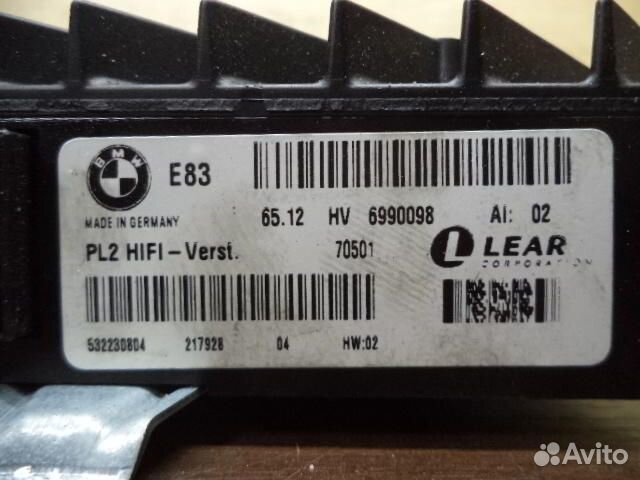 BMW
E83
MADE IN GERMANY
65.12 HV 6990098 AI: 02
PL2 HIFI-Verst. 70501
LEAR
CORPORATION
532230804 217928 04 HW:02
Avito